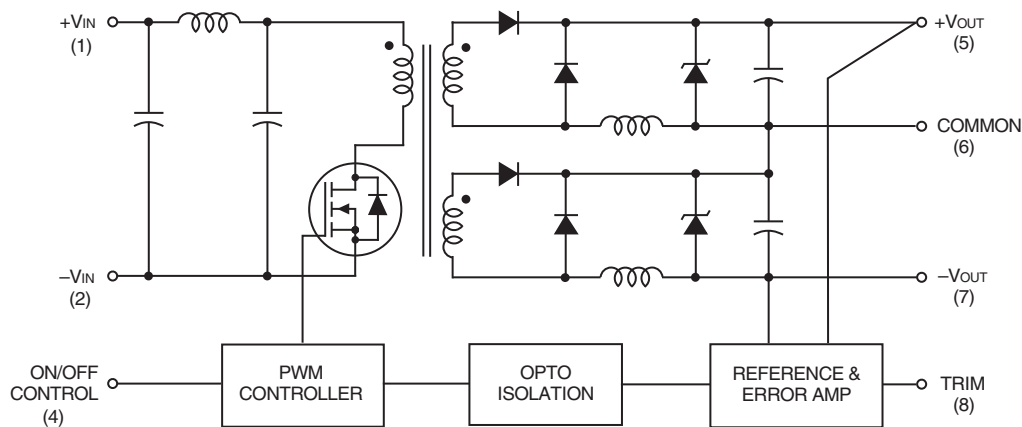 +VIN
(1)
+VOUT
(5)
COMMON
(6)
–VIN
(2)
–VOUT
(7)
ON/OFF
CONTROL
(4)
PWM
CONTROLLER
OPTO
ISOLATION
REFERENCE &
ERROR AMP
TRIM
(8)